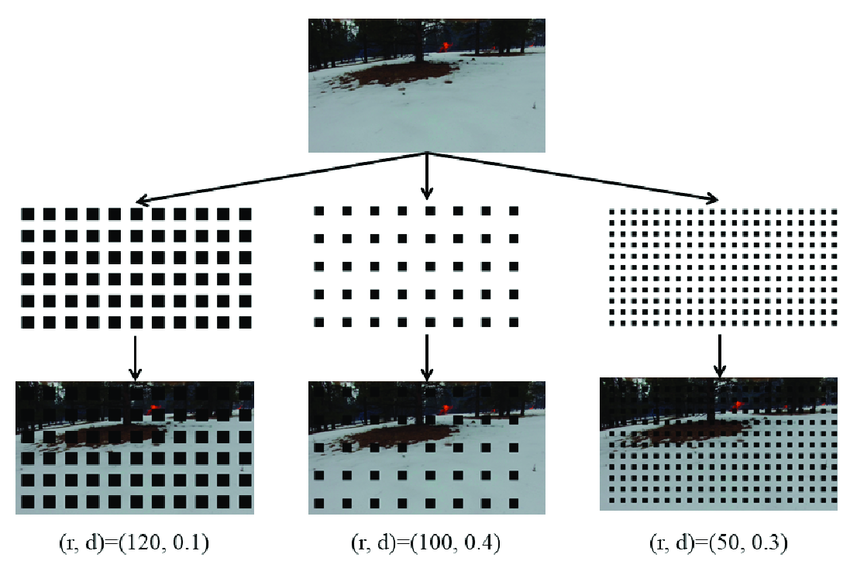 (r, d)=(120, 0.1)
(r, d)=(100, 0.4)
(r, d)=(50, 0.3)